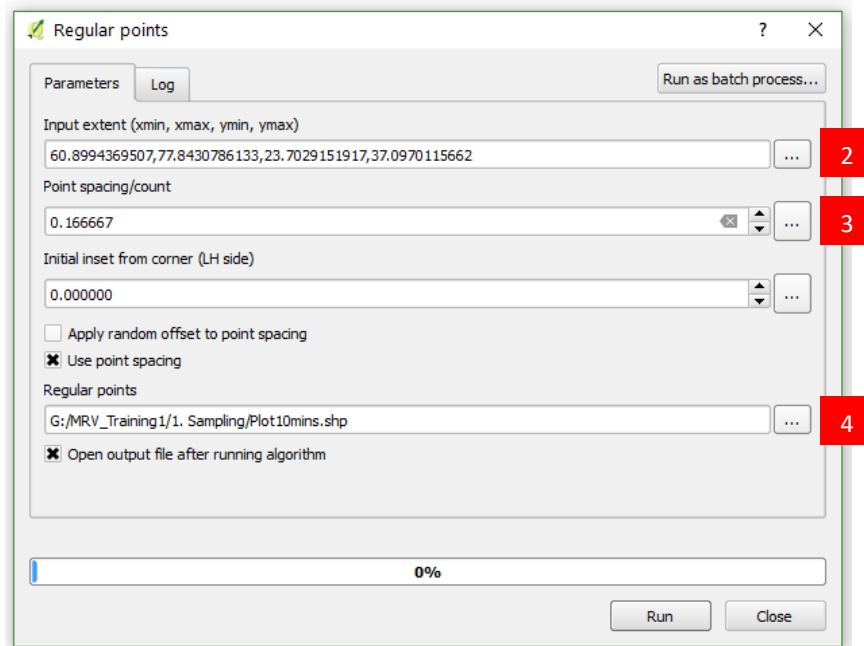 Regular points ?
Parameters Log Run as batch process...
Input extent (xmin, xmax, ymin, ymax)
60.8994369507,77.8430786133,23.7029151917,37.0970115662 ... 2
Point spacing/count
0.166667 ... 3
Initial inset from corner (LH side)
0.000000 ...
Apply random offset to point spacing
Use point spacing
Regular points
G:/MRV_Training1/1. Sampling/Plot10mins.shp ... 4
Open output file after running algorithm
0%
Run Close